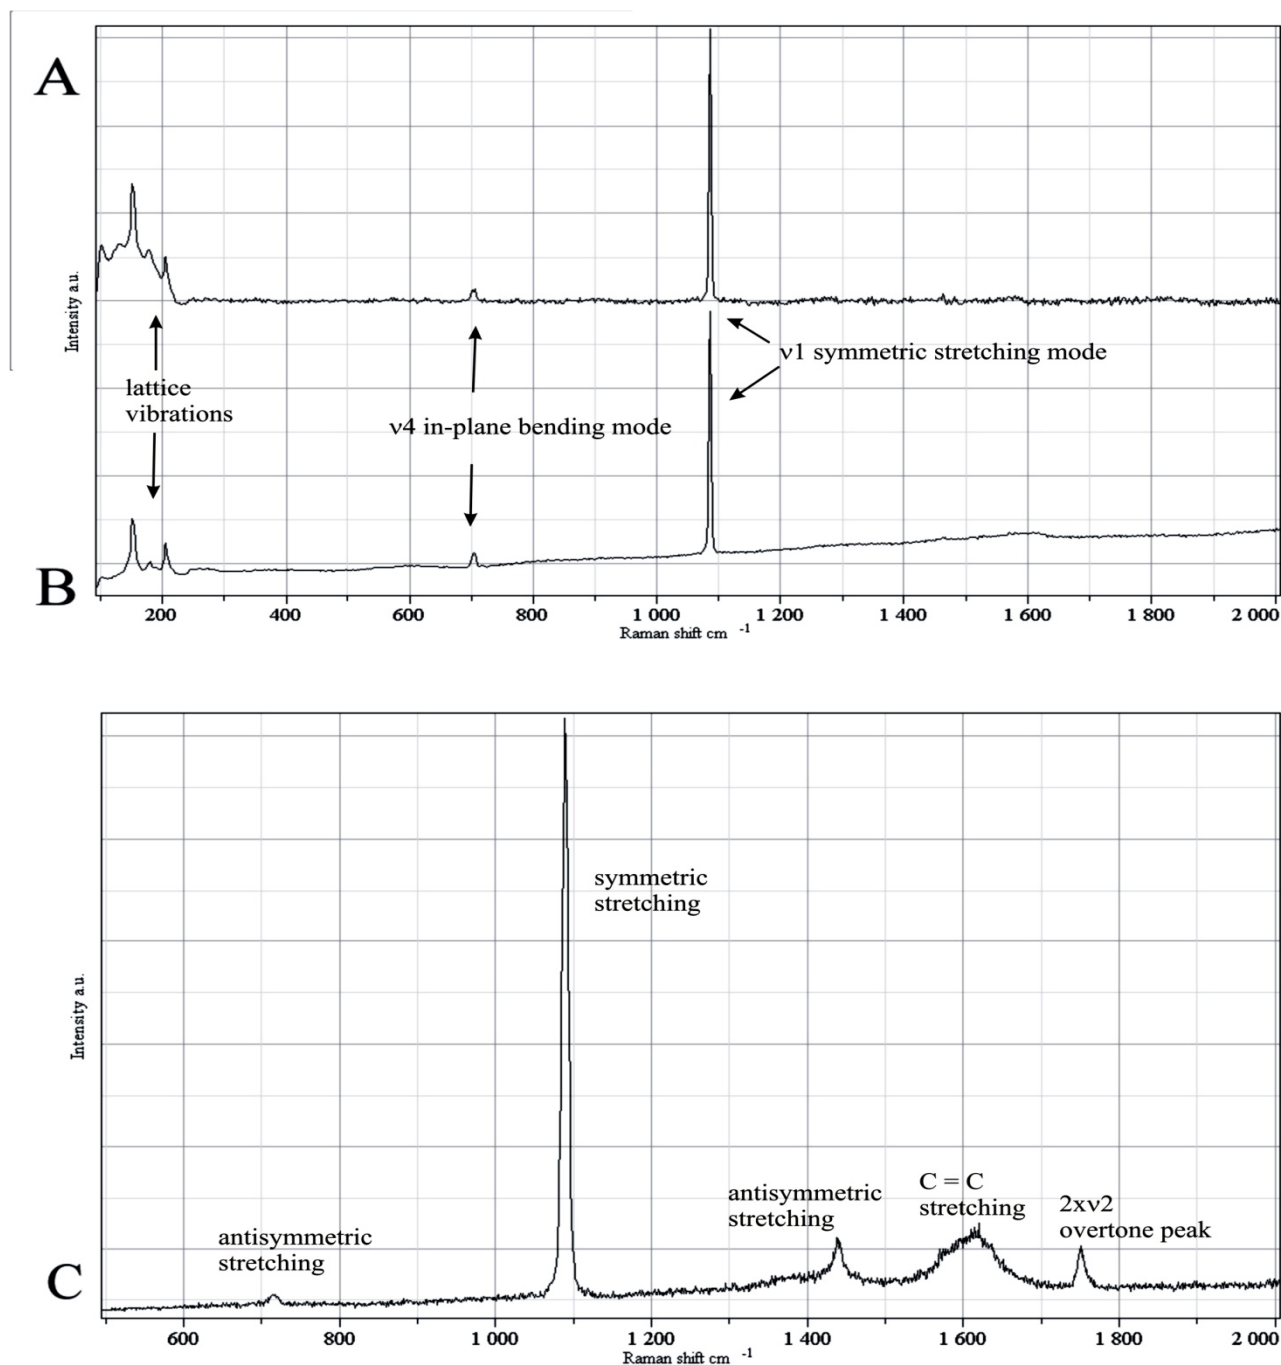 A
Intensity a.u.
ν1 symmetric stretching mode
lattice
vibrations
ν4 in-plane bending mode
B
200 400 600 800 1 000 1 200 1 400 1 600 1 800 2 000
Raman shift cm -1
symmetric
stretching
Intensity a.u.
C = C
stretching
antisymmetric
stretching
2xν2
overtone peak
antisymmetric
stretching
C
600 800 1 000 1 200 1 400 1 600 1 800 2 000
Raman shift cm -1